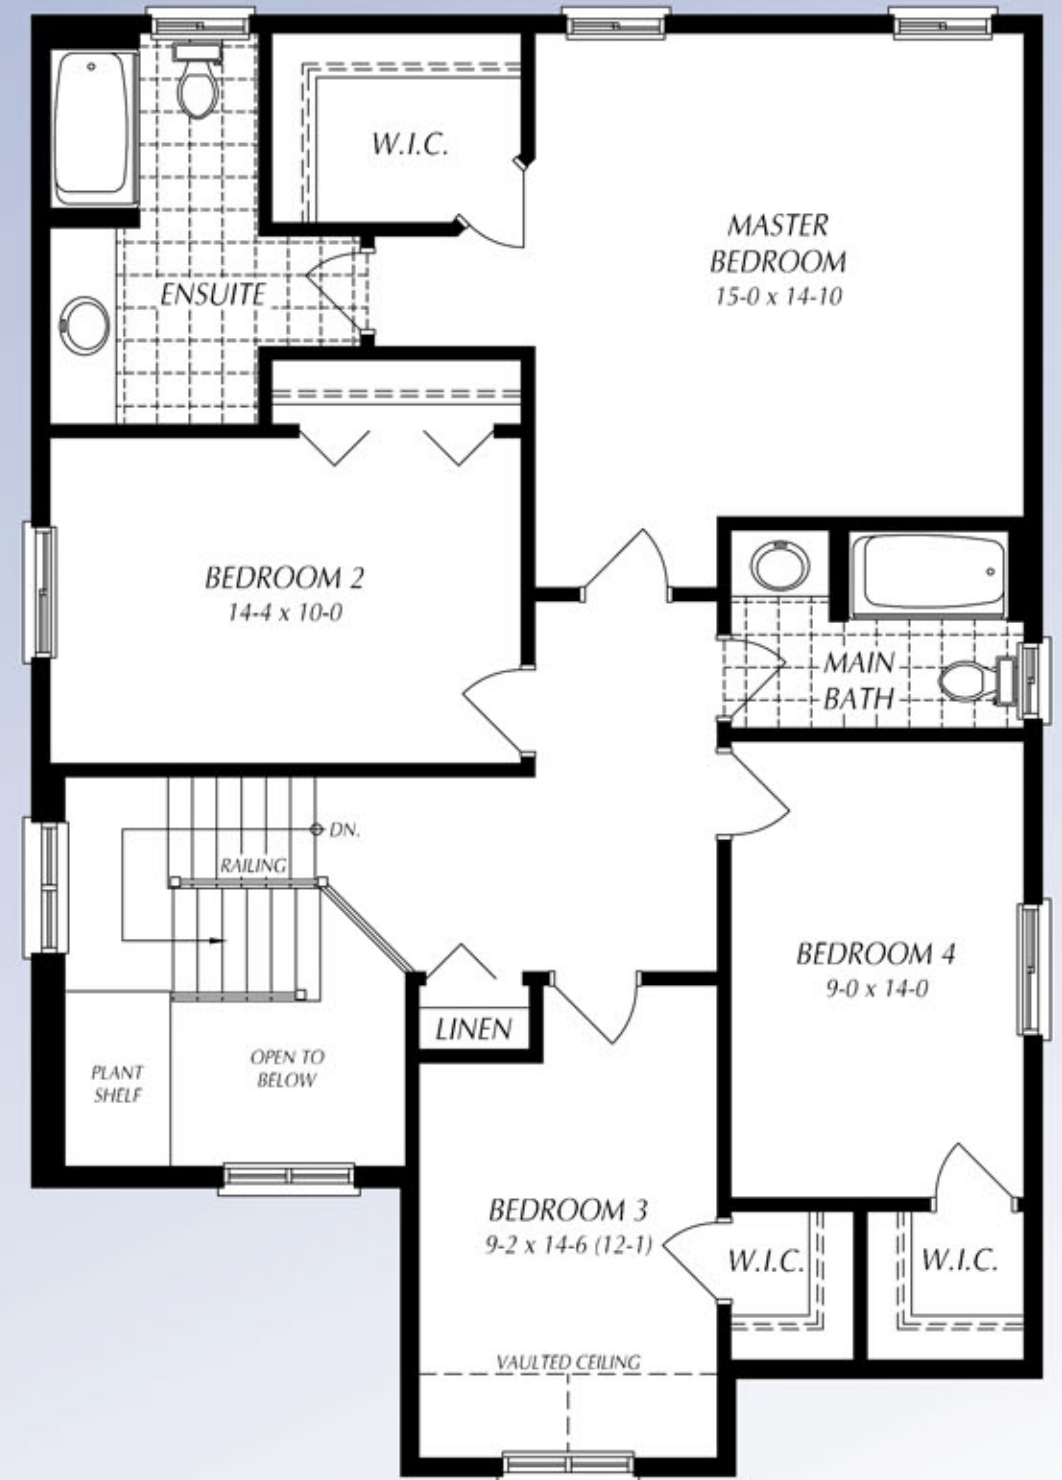 W.I.C.
MASTER
BEDROOM
15-0 x 14-10
ENSUITE
BEDROOM 2
14-4 x 10-0
MAIN
BATH
DN.
RAILING
BEDROOM 4
9-0 x 14-0
LINEN
OPEN TO
BELOW
PLANT
SHELF
BEDROOM 3
9-2 x 14-6 (12-1)
W.I.C.
W.I.C.
VAULTED CEILING